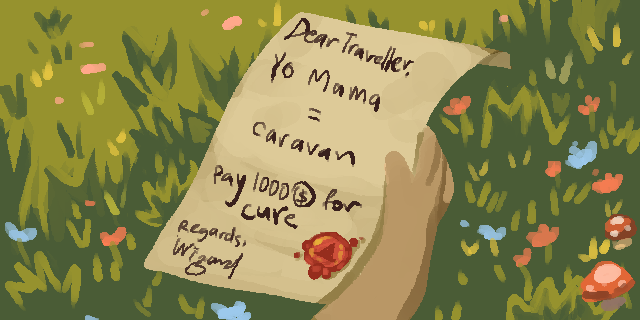 Dear Traveller,
Yo Mama
=
caravan
Pay 1000 $ for
cure
Regards,
Wizard